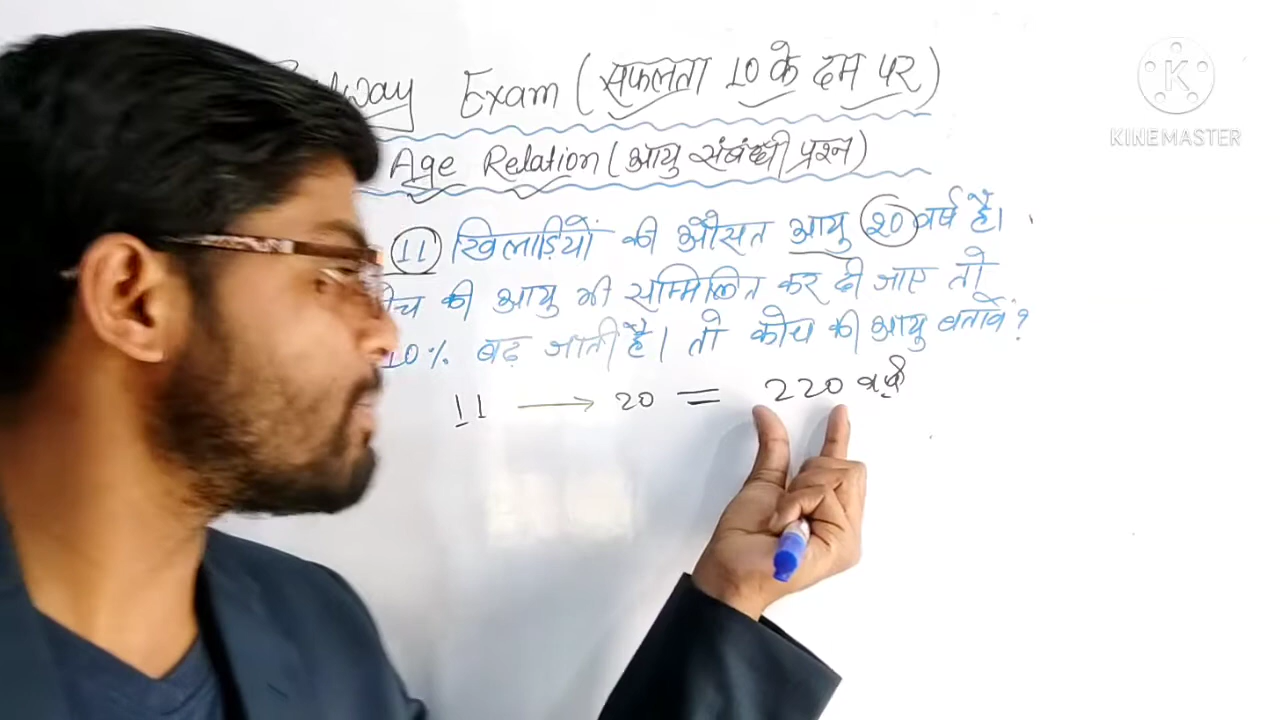 Exam (सफलता 10 के दम पर)
Age Relation (आयु संबंधी प्रश्न)
11 खिलाड़ियों की औसत आयु 20 वर्ष है।
की आयु भी सम्मिलित कर दी जाए तो
10% बढ़ जाती है। तो कोच की आयु बतावें?
11 → 20 = 220 वर्ष
K
KINEMASTER